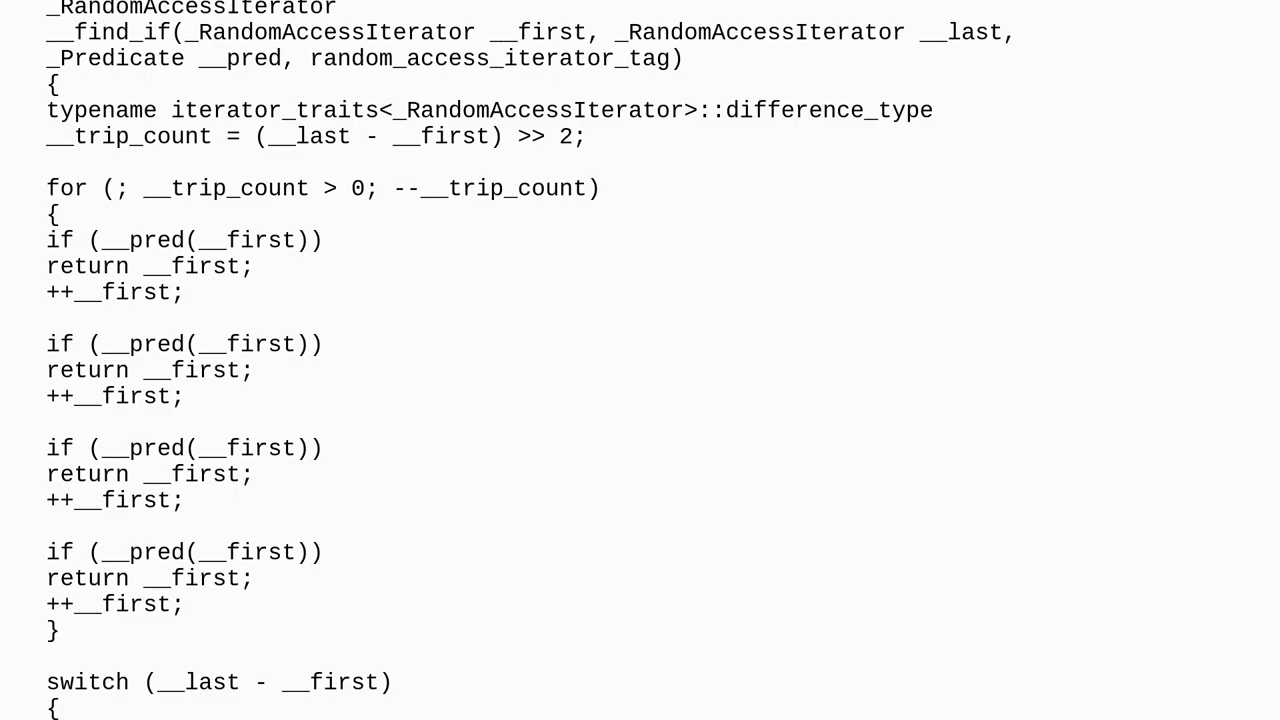 _RandomAccessIterator
__find_if(_RandomAccessIterator __first, _RandomAccessIterator __last,
_Predicate __pred, random_access_iterator_tag)
{
typename iterator_traits<_RandomAccessIterator>::difference_type
__trip_count = (__last - __first) >> 2;

for (; __trip_count > 0; --__trip_count)
{
if (__pred(__first))
return __first;
++__first;

if (__pred(__first))
return __first;
++__first;

if (__pred(__first))
return __first;
++__first;

if (__pred(__first))
return __first;
++__first;
}

switch (__last - __first)
{